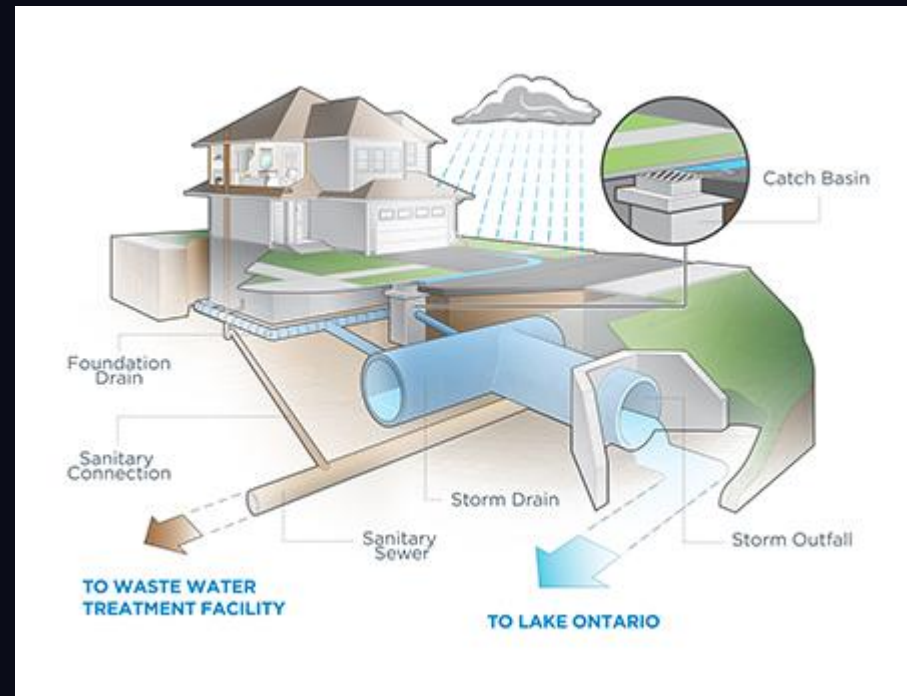 Catch Basin
Foundation
Drain
Sanitary
Connection
Storm Drain
Sanitary
Sewer
Storm Outfall
TO WASTE WATER
TREATMENT FACILITY
TO LAKE ONTARIO